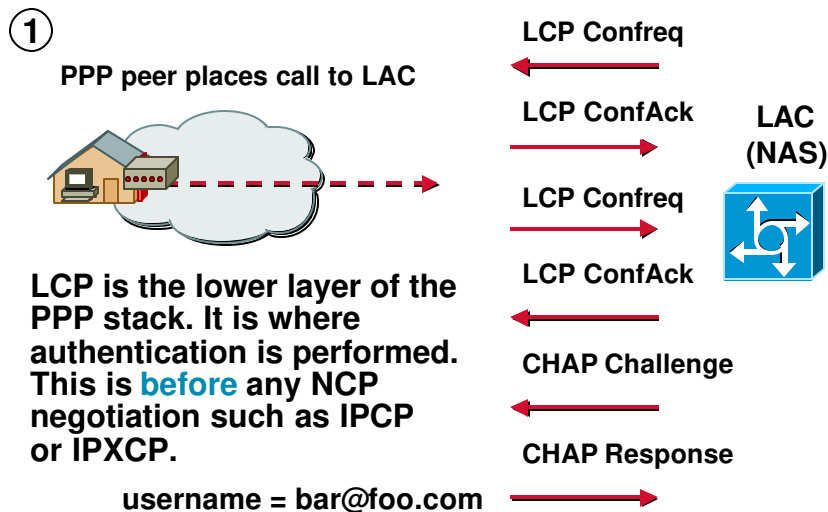 1
PPP peer places call to LAC
LCP is the lower layer of the
PPP stack. It is where
authentication is performed.
This is before any NCP
negotiation such as IPCP
or IPXCP.
username = bar@foo.com
LCP Confreq
LCP ConfAck
LCP Confreq
LCP ConfAck
CHAP Challenge
CHAP Response
LAC
(NAS)